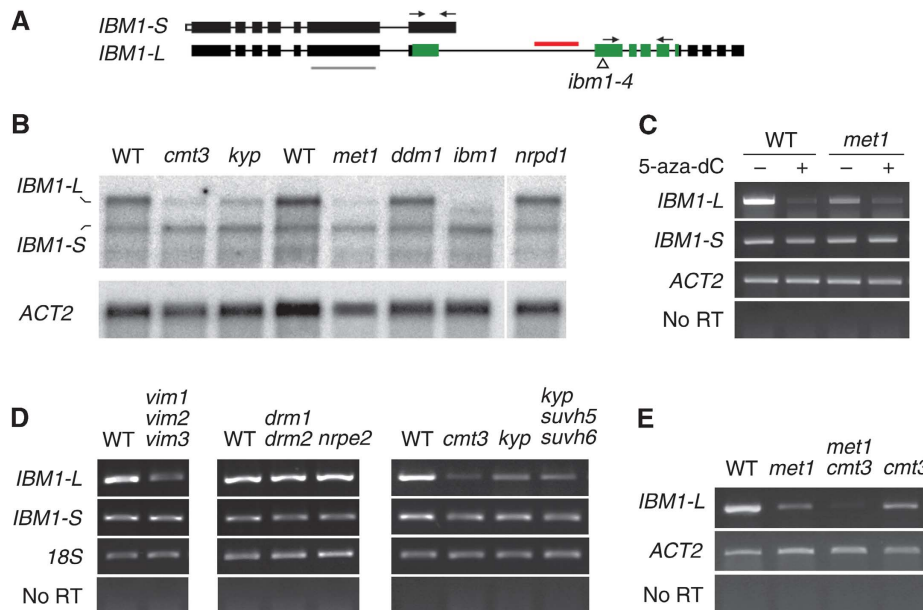 A
IBM1-S
IBM1-L
ibm1-4
B
WT cmt3 kyp WT met1 ddm1 ibm1 nrpd1
IBM1-L
IBM1-S
ACT2
C
WT met1
5-aza-dC – + – +
IBM1-L
IBM1-S
ACT2
No RT
D
vim1
vim2
vim3
WT
drm1
drm2
WT nrpe2
kyp
suvh5
suvh6
WT cmt3 kyp
IBM1-L
IBM1-S
18S
No RT
E
met1
WT met1 cmt3 cmt3
IBM1-L
ACT2
No RT